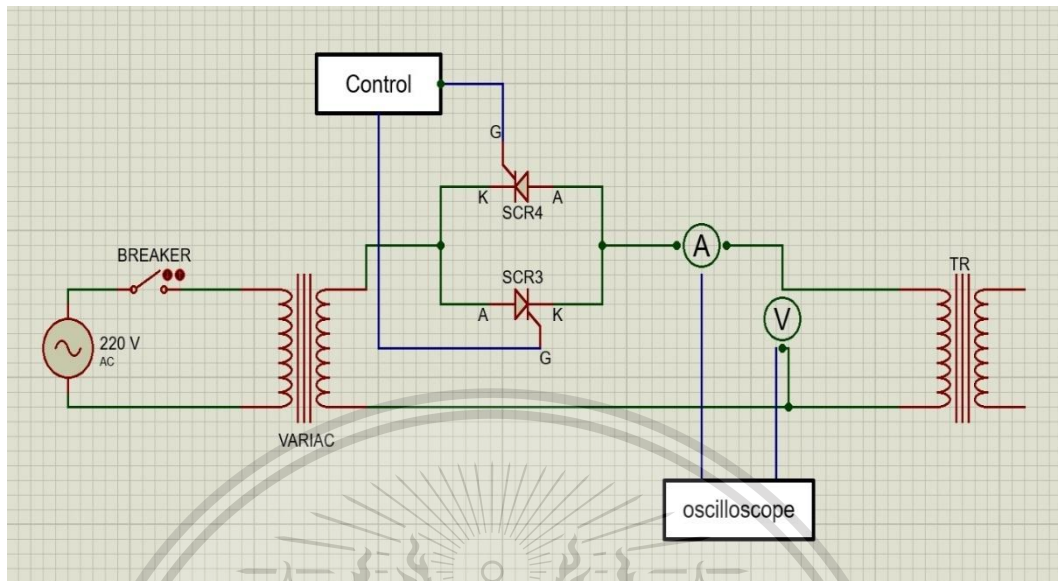 Control
G
K
A
SCR4
BREAKER
SCR3
A
K
G
220 V
AC
VARIAC
A
V
TR
oscilloscope